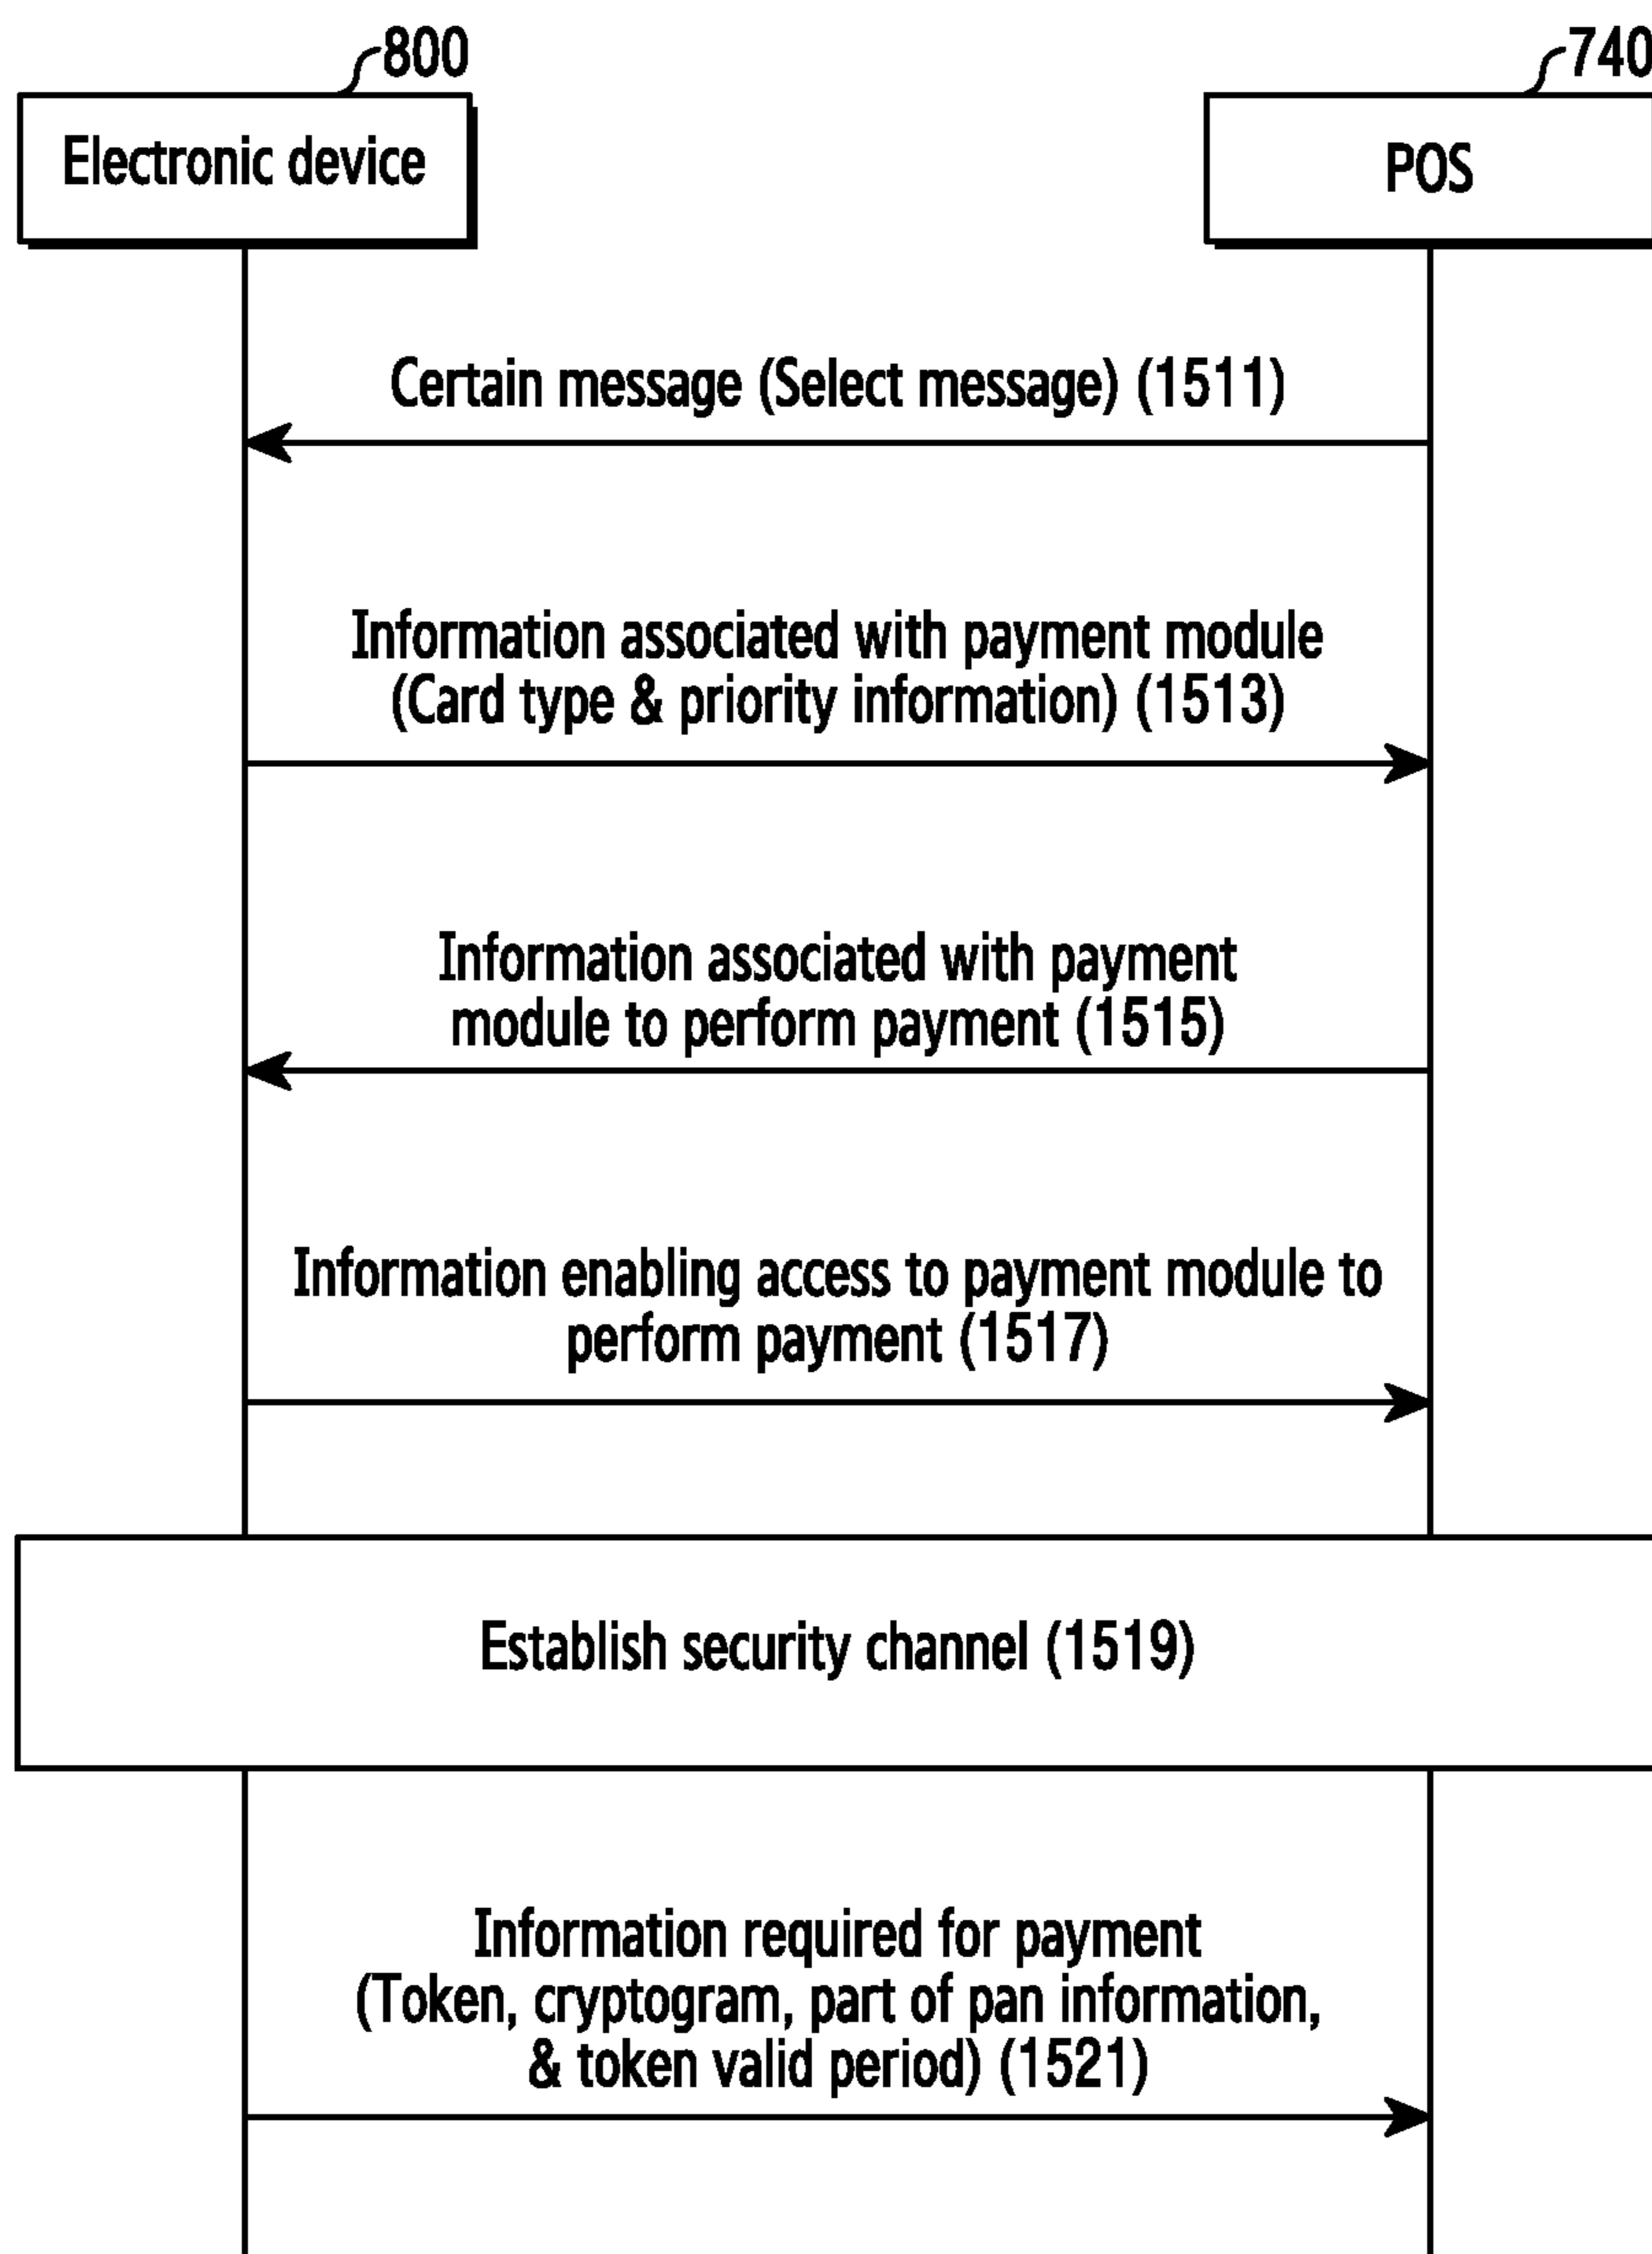 800
740
Electronic device
POS
Certain message (Select message) (1511)
Information associated with payment module
(Card type & priority information) (1513)
Information associated with payment
module to perform payment (1515)
Information enabling access to payment module to
perform payment (1517)
Establish security channel (1519)
Information required for payment
(Token, cryptogram, part of pan information,
& token valid period) (1521)